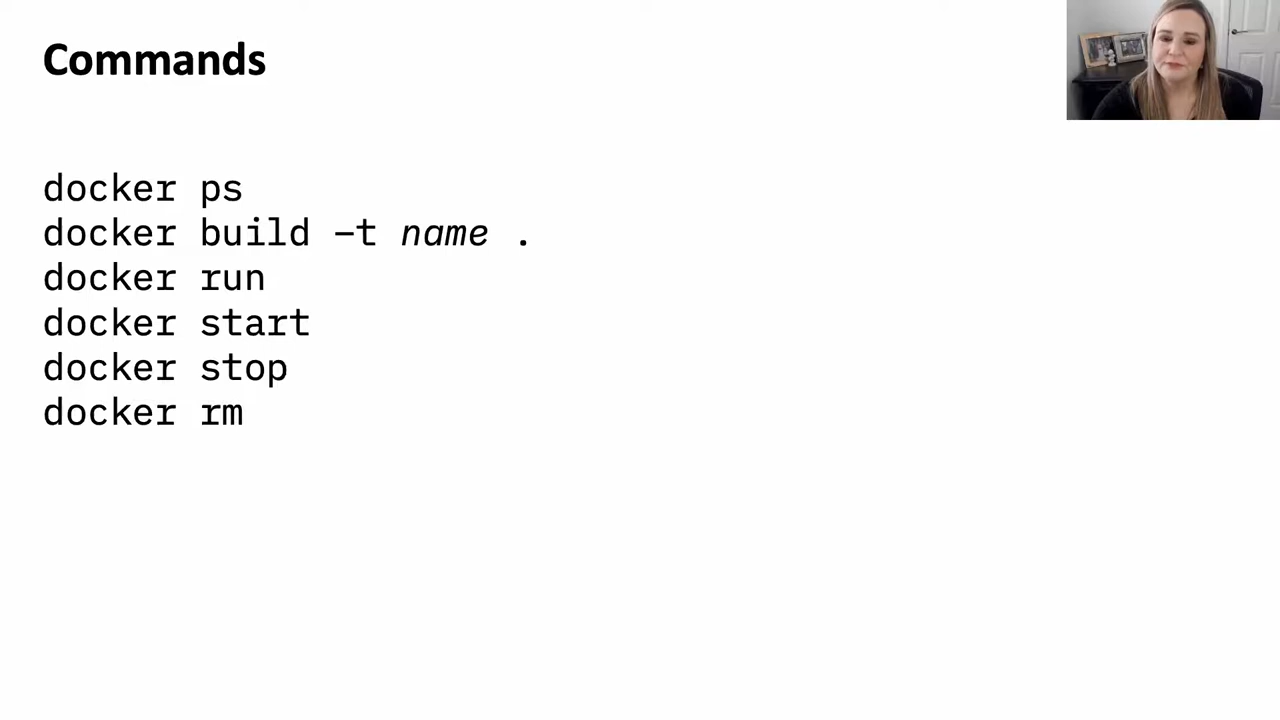 Commands
docker ps
docker build –t name .
docker run
docker start
docker stop
docker rm